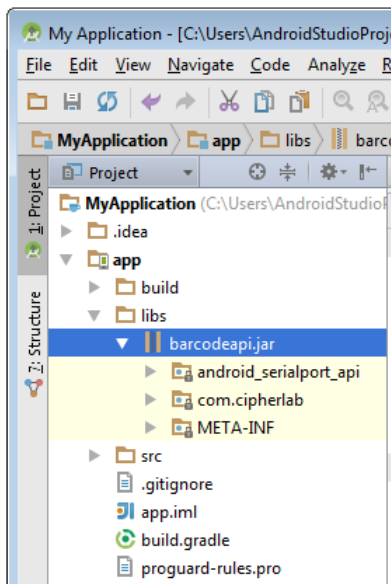 My Application - [C:\Users\AndroidStudioProj
File Edit View Navigate Code Analyze R
MyApplication app libs barco
1: Project
7: Structure
Project
MyApplication (C:\Users\AndroidStudioP
.idea
app
build
libs
barcodeapi.jar
android_serialport_api
com.cipherlab
META-INF
src
.gitignore
app.iml
build.gradle
proguard-rules.pro